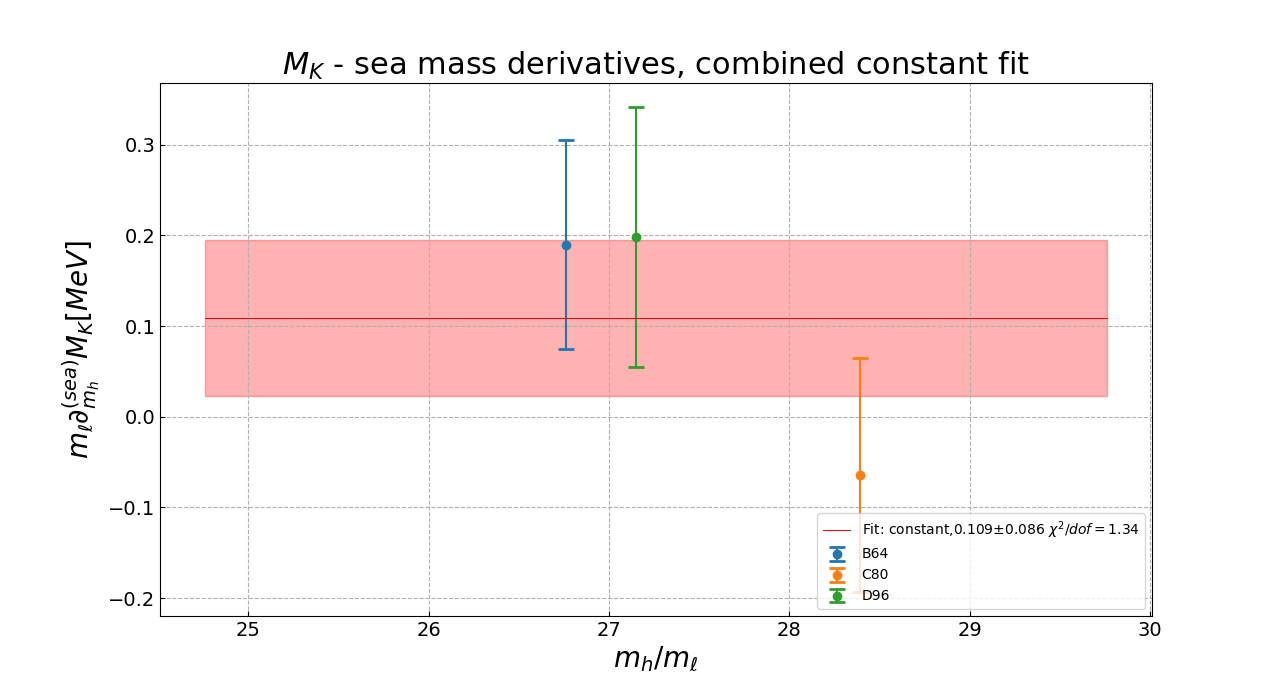 M_K - sea mass derivatives, combined constant fit
m_ℓ∂_{m_h}^{(sea)}M_K[MeV]
0.3
0.2
0.1
0.0
−0.1
−0.2
Fit: constant,0.109±0.086 χ²/dof = 1.34
B64
C80
D96
25 26 27 28 29 30
m_h/m_ℓ